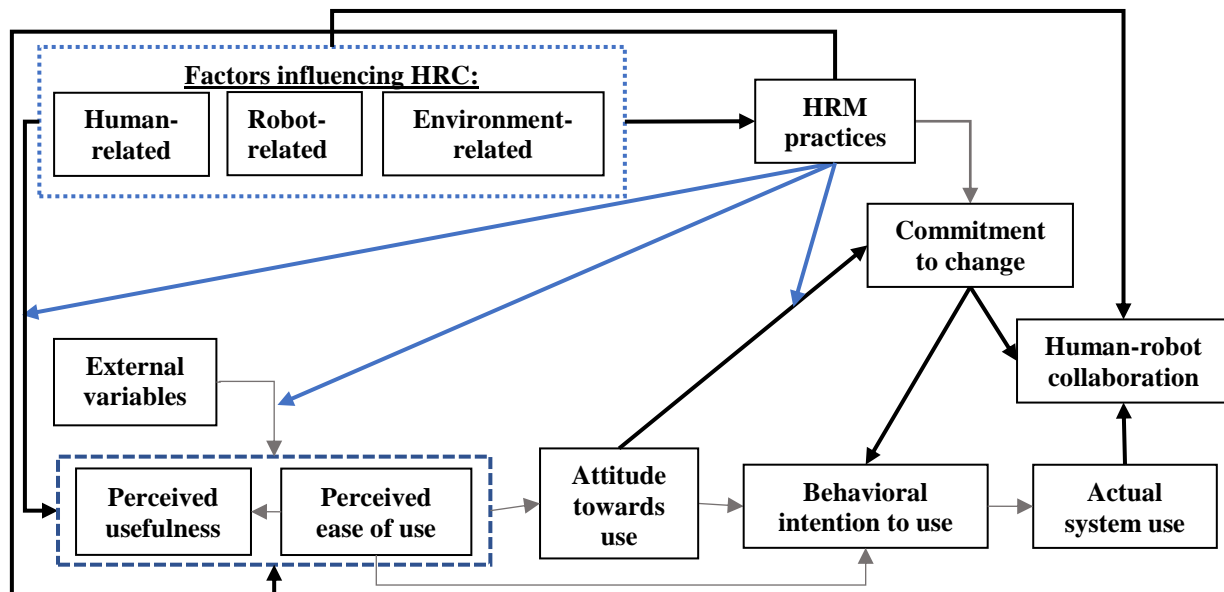 Factors influencing HRC:
Human-
related
Robot-
related
Environment-
related
HRM
practices
Commitment
to change
Human-robot
collaboration
External
variables
Perceived
usefulness
Perceived
ease of use
Attitude
towards
use
Behavioral
intention to use
Actual
system use